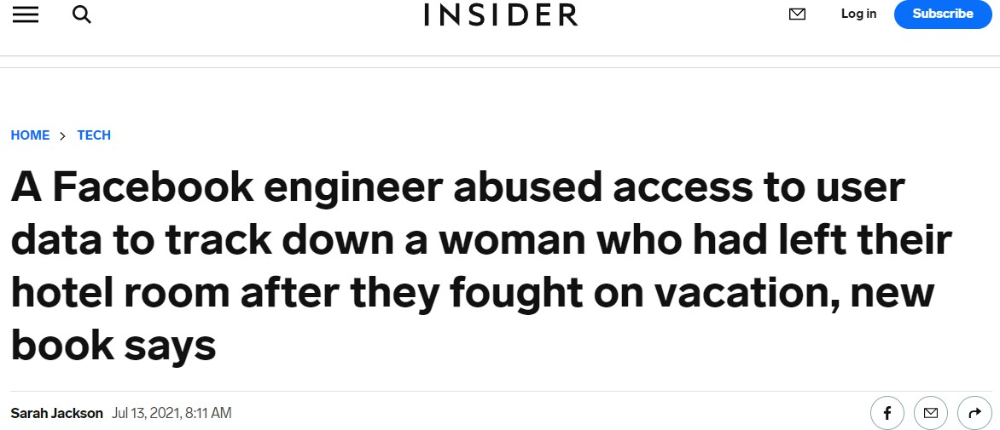 INSIDER
Log in
Subscribe
HOME > TECH
A Facebook engineer abused access to user
data to track down a woman who had left their
hotel room after they fought on vacation, new
book says
Sarah Jackson Jul 13, 2021, 8:11 AM